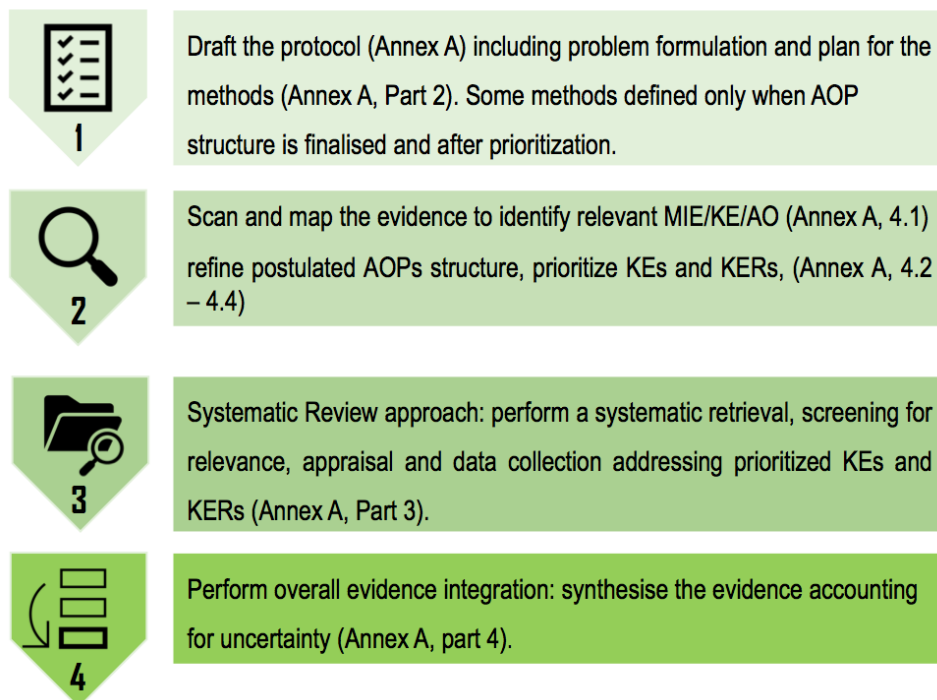 1
Draft the protocol (Annex A) including problem formulation and plan for the
methods (Annex A, Part 2). Some methods defined only when AOP
structure is finalised and after prioritization.
2
Scan and map the evidence to identify relevant MIE/KE/AO (Annex A, 4.1)
refine postulated AOPs structure, prioritize KEs and KERs, (Annex A, 4.2
– 4.4)
3
Systematic Review approach: perform a systematic retrieval, screening for
relevance, appraisal and data collection addressing prioritized KEs and
KERs (Annex A, Part 3).
4
Perform overall evidence integration: synthesise the evidence accounting
for uncertainty (Annex A, part 4).